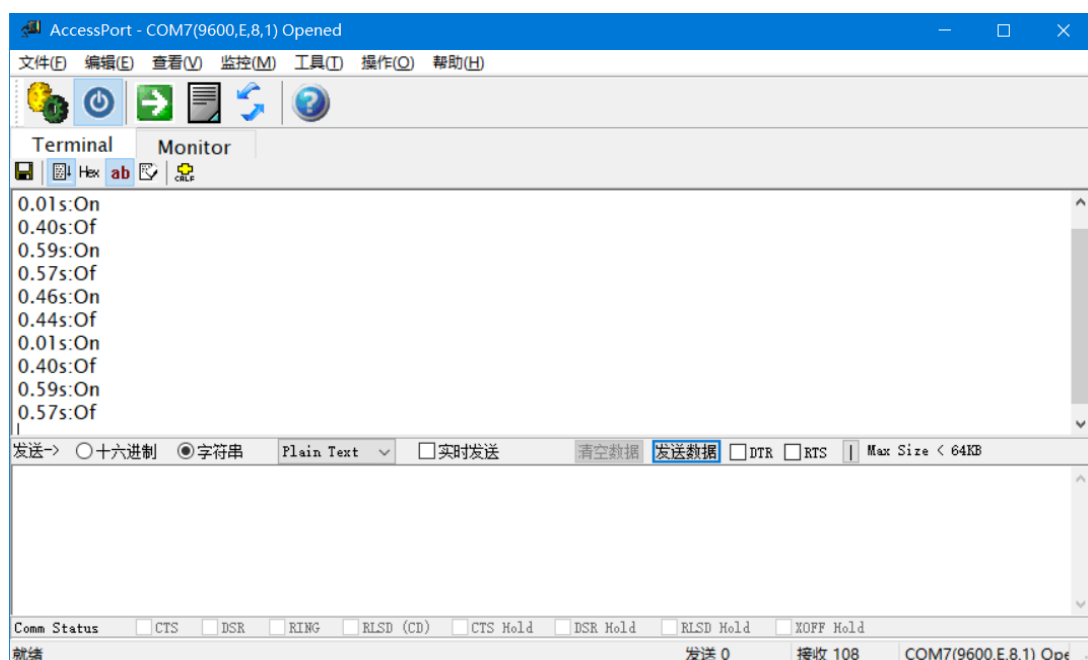 AccessPort - COM7(9600,E,8,1) Opened
文件(F) 编辑(E) 查看(V) 监控(M) 工具(T) 操作(O) 帮助(H)
Terminal Monitor
Hex ab CRLF
0.01s:On
0.40s:Of
0.59s:On
0.57s:Of
0.46s:On
0.44s:Of
0.01s:On
0.40s:Of
0.59s:On
0.57s:Of
发送-> 十六进制 字符串 Plain Text 实时发送 清空数据 发送数据 DTR RTS Max Size < 64KB
Comm Status CTS DSR RING RLSD (CD) CTS Hold DSR Hold RLSD Hold XOFF Hold
就绪 发送 0 接收 108 COM7(9600,E,8,1) Ope